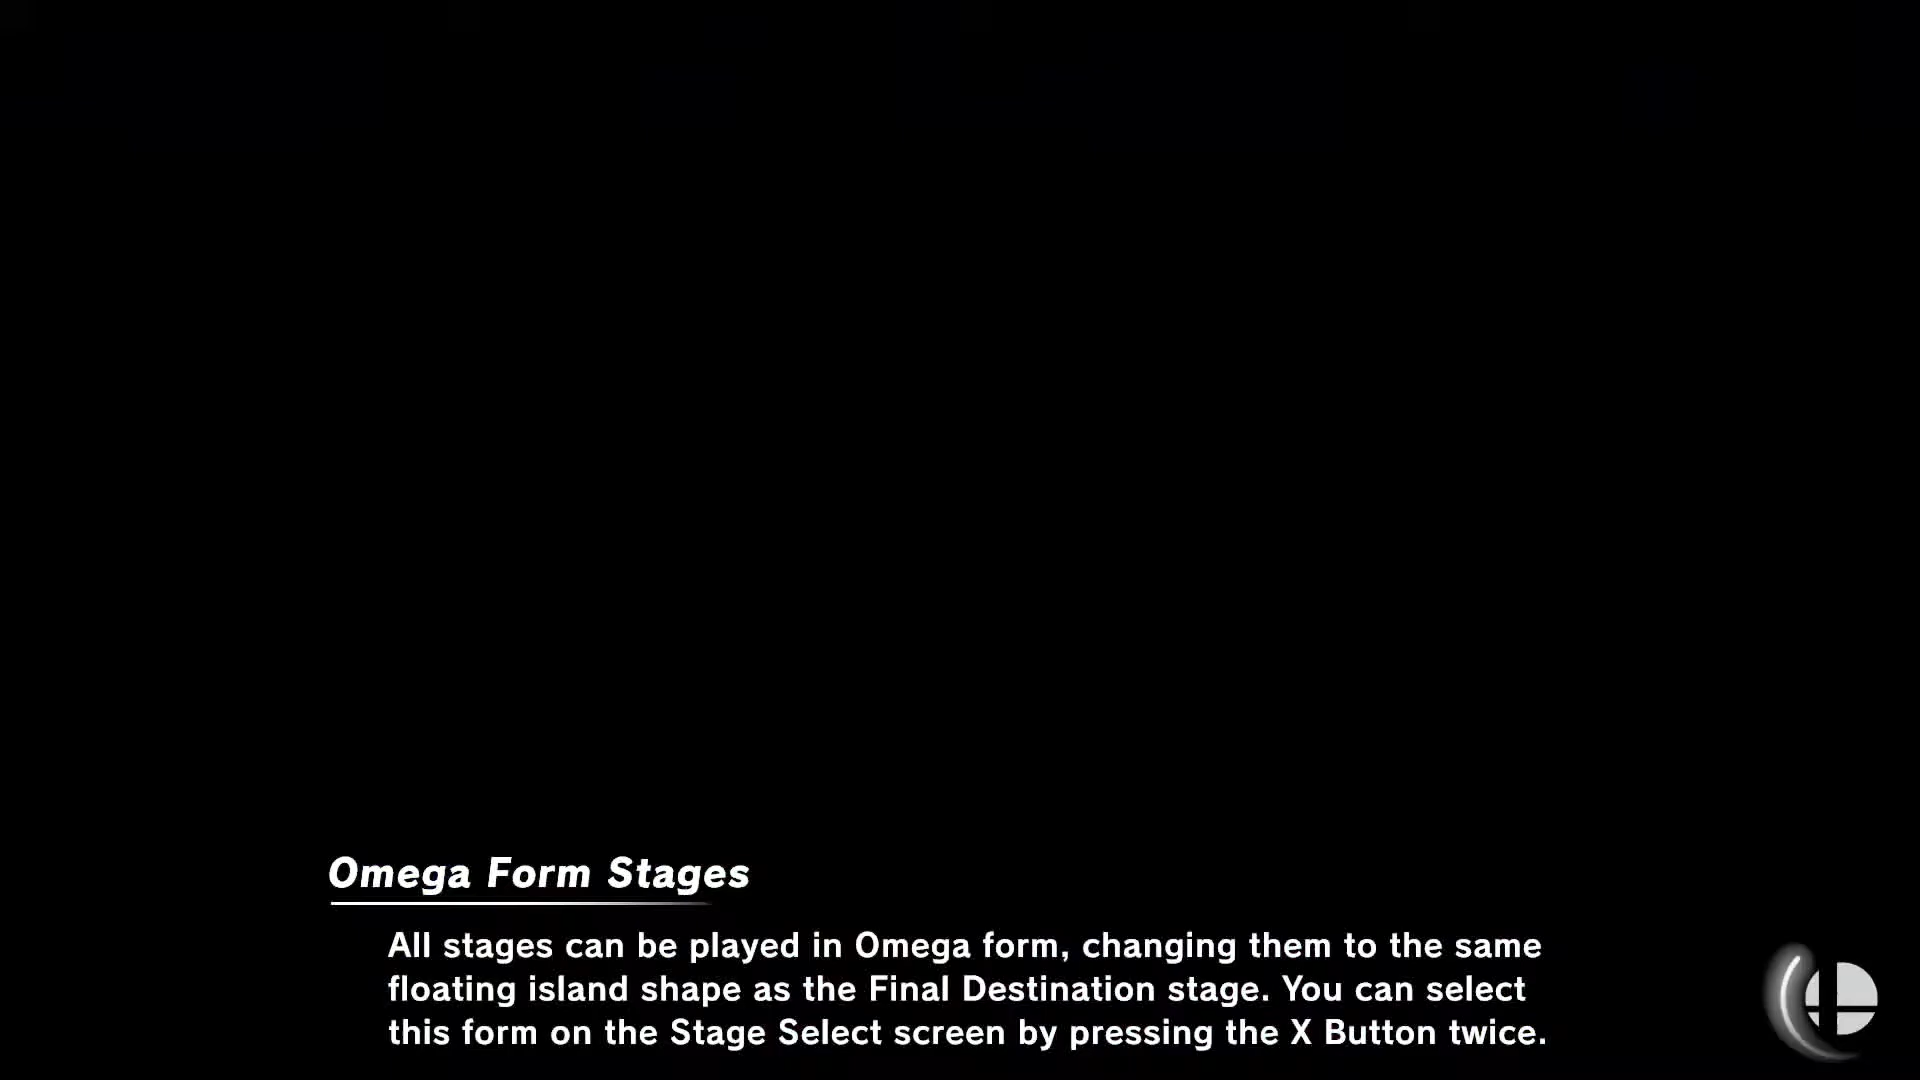 Omega Form Stages
All stages can be played in Omega form, changing them to the same
floating island shape as the Final Destination stage. You can select
this form on the Stage Select screen by pressing the X Button twice.